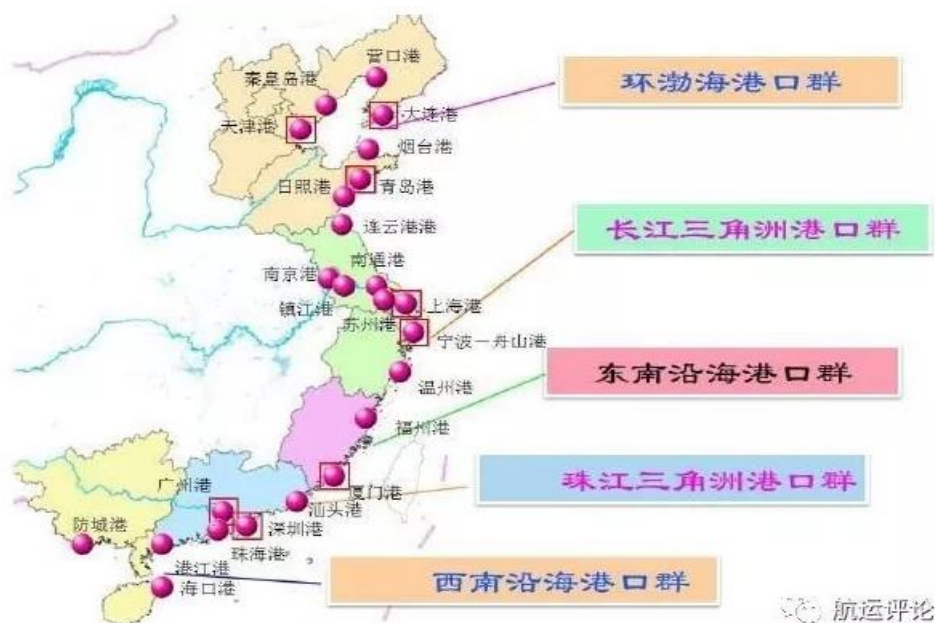 营口港
秦皇岛港
环渤海港口群
天津港
大连港
烟台港
日照港
青岛港
连云港港
长江三角洲港口群
南通港
南京港
镇江港
上海港
苏州港
宁波－舟山港
温州港
东南沿海港口群
福州港
珠江三角洲港口群
广州港
厦门港
汕头港
防城港
深圳港
珠海港
港江港
海口港
西南沿海港口群
航运评论